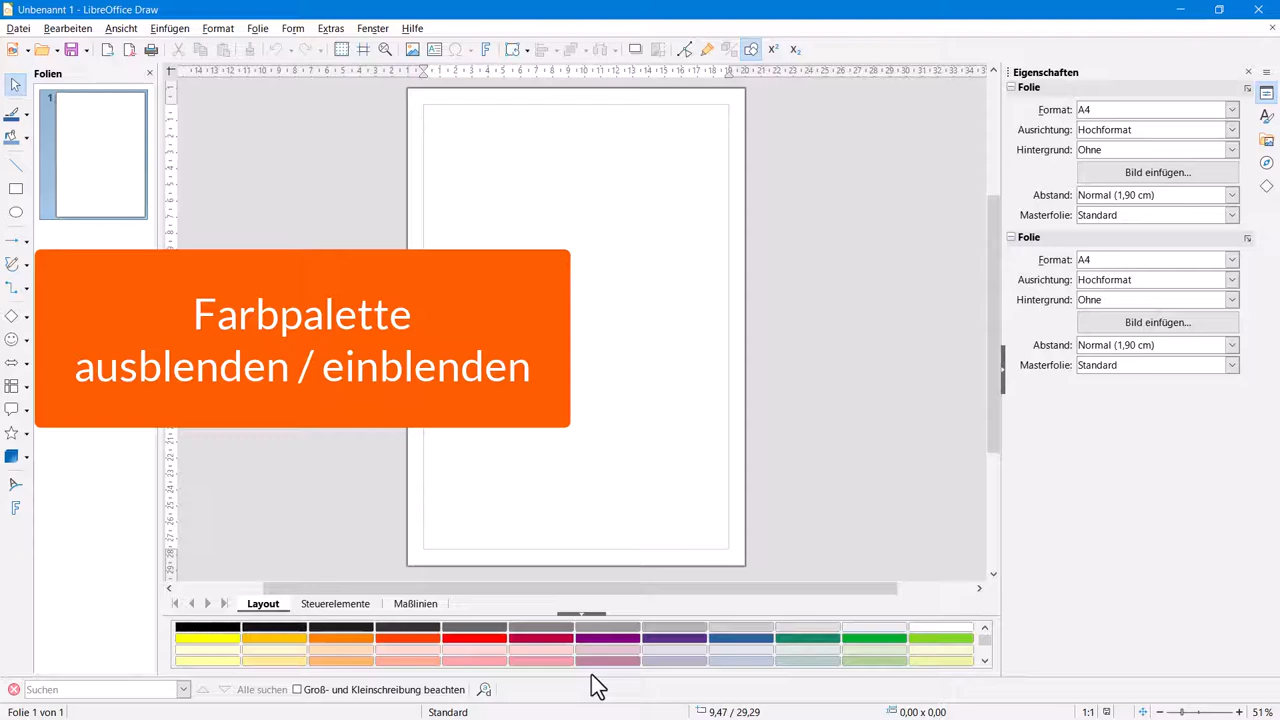 Unbenannt 1 - LibreOffice Draw
Datei Bearbeiten Ansicht Einfügen Format Folie Form Extras Fenster Hilfe
Folien
1
Farbpalette
ausblenden / einblenden
Eigenschaften
Folie
Format: A4
Ausrichtung: Hochformat
Hintergrund: Ohne
Bild einfügen...
Abstand: Normal (1,90 cm)
Masterfolie: Standard
Folie
Format: A4
Ausrichtung: Hochformat
Hintergrund: Ohne
Bild einfügen...
Abstand: Normal (1,90 cm)
Masterfolie: Standard
Layout Steuerelemente Maßlinien
Suchen Alle suchen Groß- und Kleinschreibung beachten
Folie 1 von 1 Standard 9,47 / 29,29 0,00 x 0,00 1:1 51%